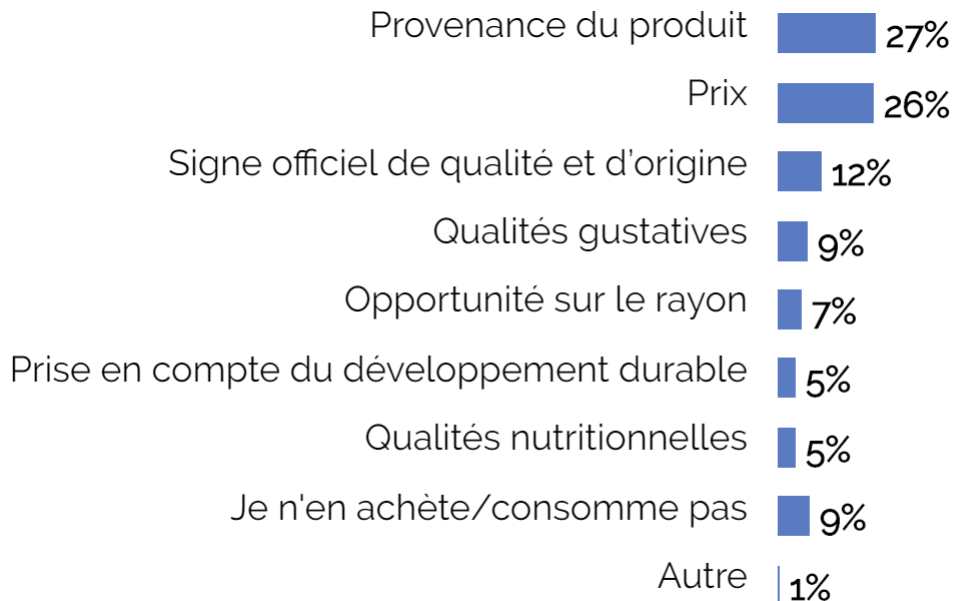 Provenance du produit 27%
Prix 26%
Signe officiel de qualité et d’origine 12%
Qualités gustatives 9%
Opportunité sur le rayon 7%
Prise en compte du développement durable 5%
Qualités nutritionnelles 5%
Je n'en achète/consomme pas 9%
Autre 1%